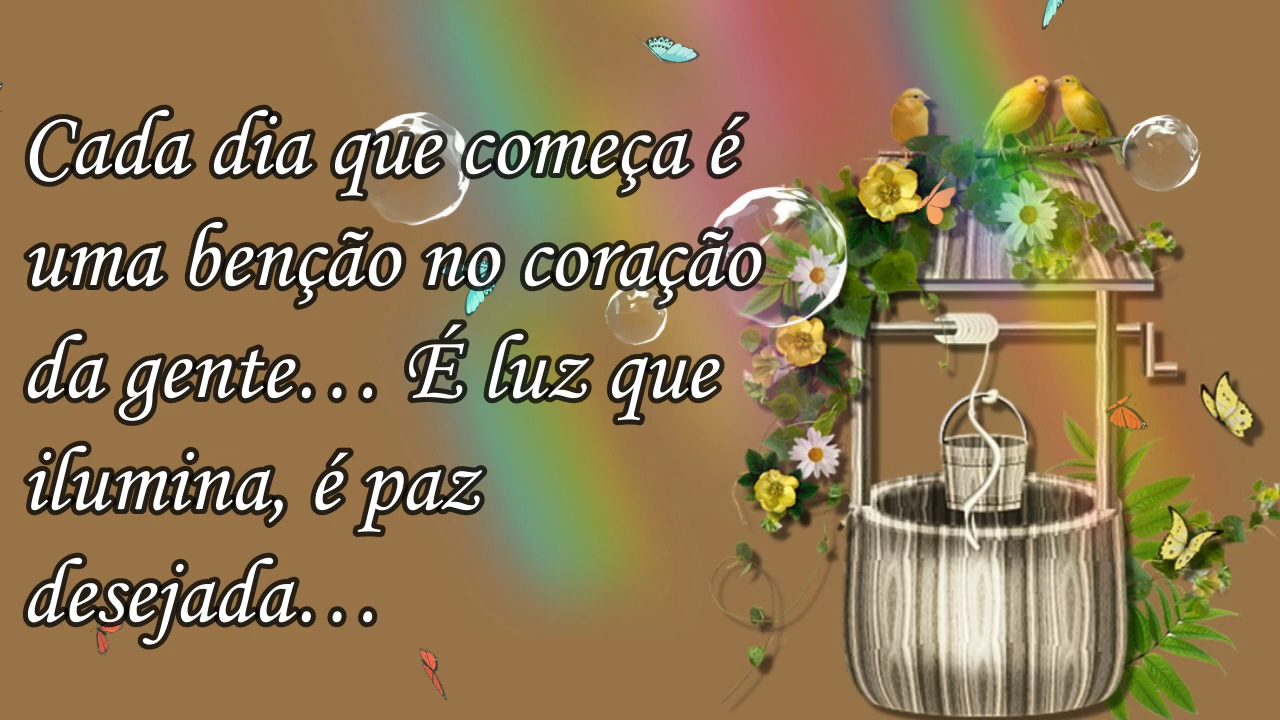 Cada dia que começa é
uma benção no coração
da gente... É luz que
ilumina, é paz
desejada...